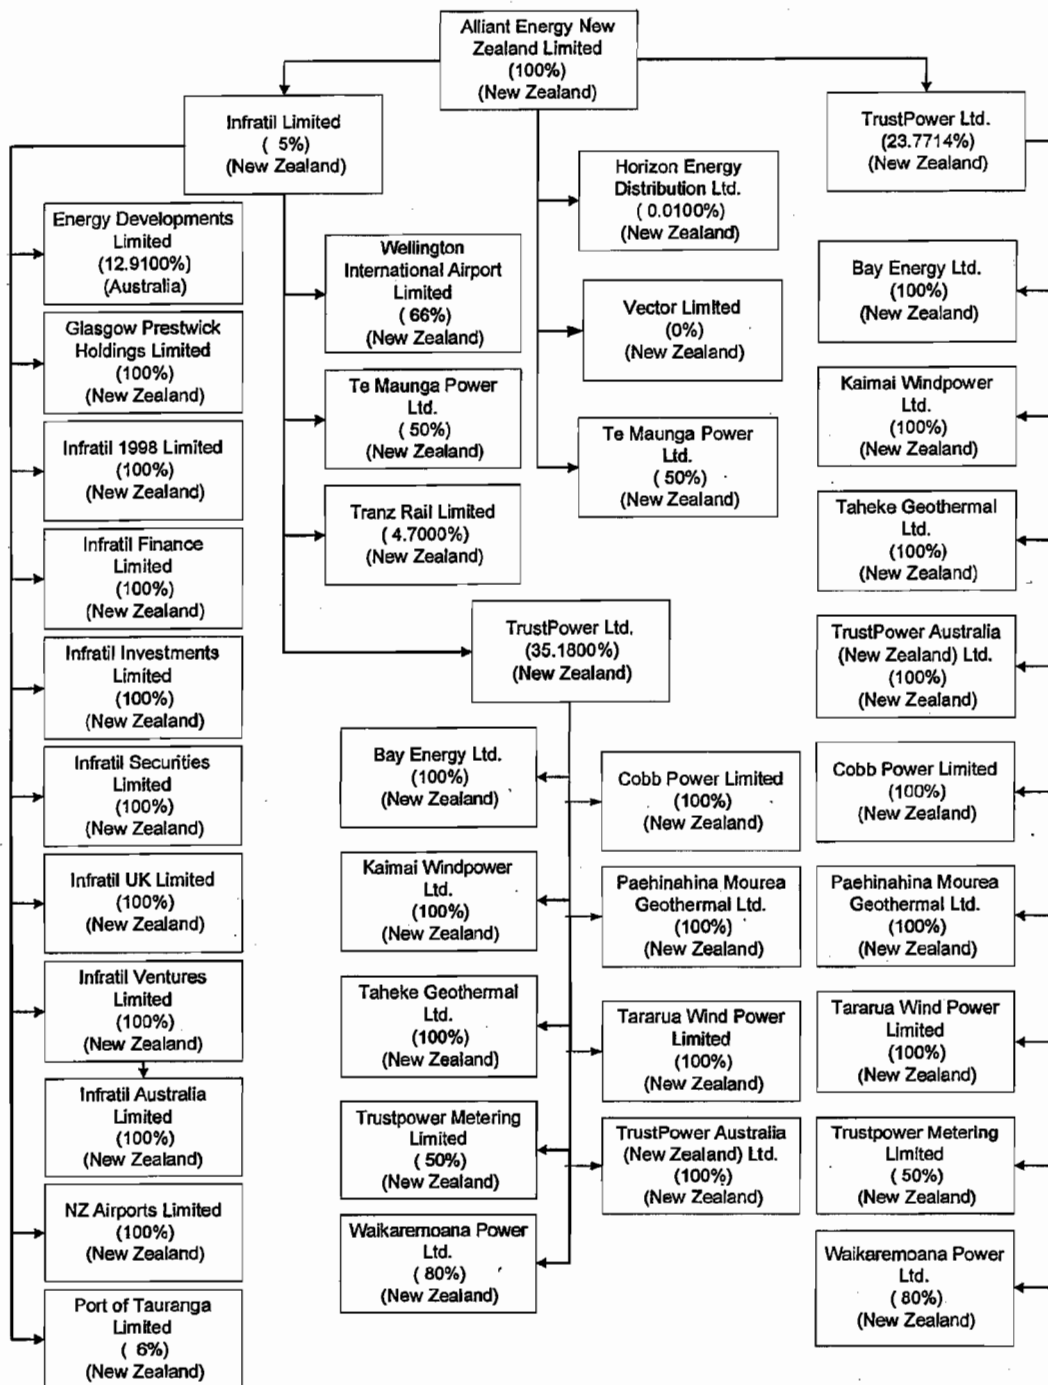 Alliant Energy New
Zealand Limited
(100%)
(New Zealand)
Infratil Limited
( 5%)
(New Zealand)
TrustPower Ltd.
(23.7714%)
(New Zealand)
Energy Developments
Limited
(12.9100%)
(Australia)
Glasgow Prestwick
Holdings Limited
(100%)
(New Zealand)
Infratil 1998 Limited
(100%)
(New Zealand)
Infratil Finance
Limited
(100%)
(New Zealand)
Infratil Investments
Limited
(100%)
(New Zealand)
Infratil Securities
Limited
(100%)
(New Zealand)
Infratil UK Limited
(100%)
(New Zealand)
Infratil Ventures
Limited
(100%)
(New Zealand)
Infratil Australia
Limited
(100%)
(New Zealand)
NZ Airports Limited
(100%)
(New Zealand)
Port of Tauranga
Limited
( 6%)
(New Zealand)
Wellington
International Airport
Limited
( 66%)
(New Zealand)
Te Maunga Power
Ltd.
( 50%)
(New Zealand)
Tranz Rail Limited
( 4.7000%)
(New Zealand)
Horizon Energy
Distribution Ltd.
( 0.0100%)
(New Zealand)
Vector Limited
(0%)
(New Zealand)
Te Maunga Power
Ltd.
( 50%)
(New Zealand)
TrustPower Ltd.
(35.1800%)
(New Zealand)
Bay Energy Ltd.
(100%)
(New Zealand)
Kaimai Windpower
Ltd.
(100%)
(New Zealand)
Taheke Geothermal
Ltd.
(100%)
(New Zealand)
Trustpower Metering
Limited
( 50%)
(New Zealand)
Waikaremoana Power
Ltd.
( 80%)
(New Zealand)
Cobb Power Limited
(100%)
(New Zealand)
Paehinahina Mourea
Geothermal Ltd.
(100%)
(New Zealand)
Tararua Wind Power
Limited
(100%)
(New Zealand)
TrustPower Australia
(New Zealand) Ltd.
(100%)
(New Zealand)
Bay Energy Ltd.
(100%)
(New Zealand)
Kaimai Windpower
Ltd.
(100%)
(New Zealand)
Taheke Geothermal
Ltd.
(100%)
(New Zealand)
TrustPower Australia
(New Zealand) Ltd.
(100%)
(New Zealand)
Cobb Power Limited
(100%)
(New Zealand)
Paehinahina Mourea
Geothermal Ltd.
(100%)
(New Zealand)
Tararua Wind Power
Limited
(100%)
(New Zealand)
Trustpower Metering
Limited
( 50%)
(New Zealand)
Waikaremoana Power
Ltd.
( 80%)
(New Zealand)